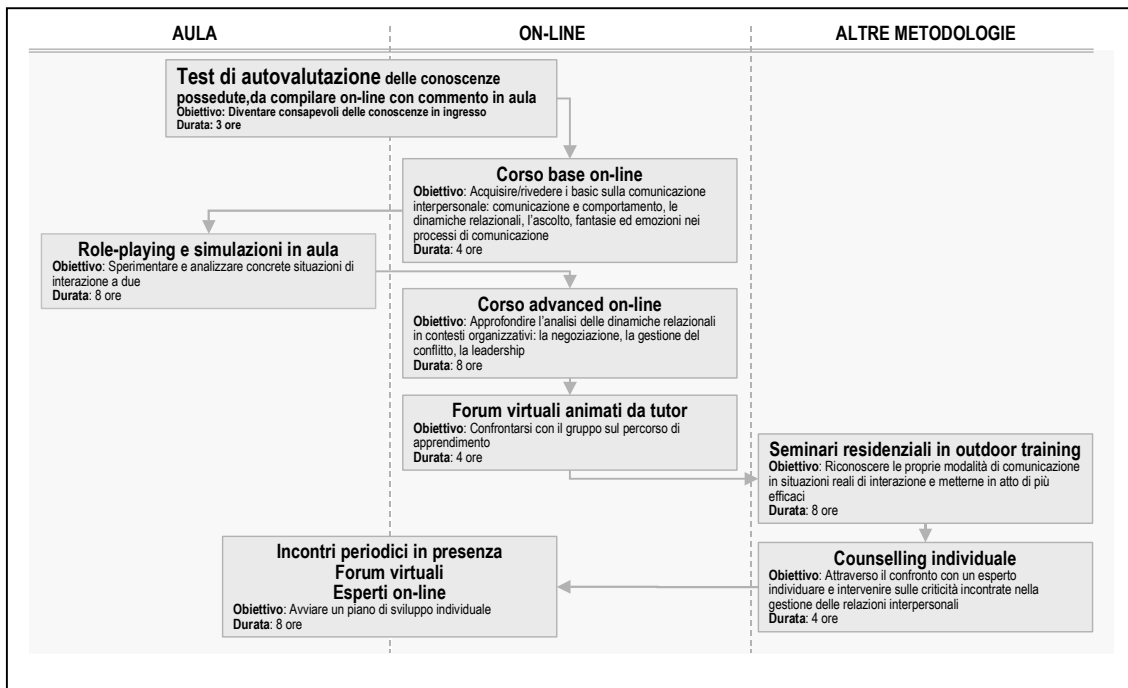 AULA
ON-LINE
ALTRE METODOLOGIE
Test di autovalutazione delle conoscenze
possedute,da compilare on-line con commento in aula
Obiettivo: Diventare consapevoli delle conoscenze in ingresso
Durata: 3 ore
Corso base on-line
Obiettivo: Acquisire/rivedere i basic sulla comunicazione
interpersonale: comunicazione e comportamento, le
dinamiche relazionali, l'ascolto, fantasie ed emozioni nei
processi di comunicazione
Durata: 4 ore
Role-playing e simulazioni in aula
Obiettivo: Sperimentare e analizzare concrete situazioni di
interazione a due
Durata: 8 ore
Corso advanced on-line
Obiettivo: Approfondire l'analisi delle dinamiche relazionali
in contesti organizzativi: la negoziazione, la gestione del
conflitto, la leadership
Durata: 8 ore
Forum virtuali animati da tutor
Obiettivo: Confrontarsi con il gruppo sul percorso di
apprendimento
Durata: 4 ore
Seminari residenziali in outdoor training
Obiettivo: Riconoscere le proprie modalità di comunicazione
in situazioni reali di interazione e metterne in atto di più
efficaci
Durata: 8 ore
Counselling individuale
Obiettivo: Attraverso il confronto con un esperto
individuare e intervenire sulle criticità incontrate nella
gestione delle relazioni interpersonali
Durata: 4 ore
Incontri periodici in presenza
Forum virtuali
Esperti on-line
Obiettivo: Avviare un piano di sviluppo individuale
Durata: 8 ore